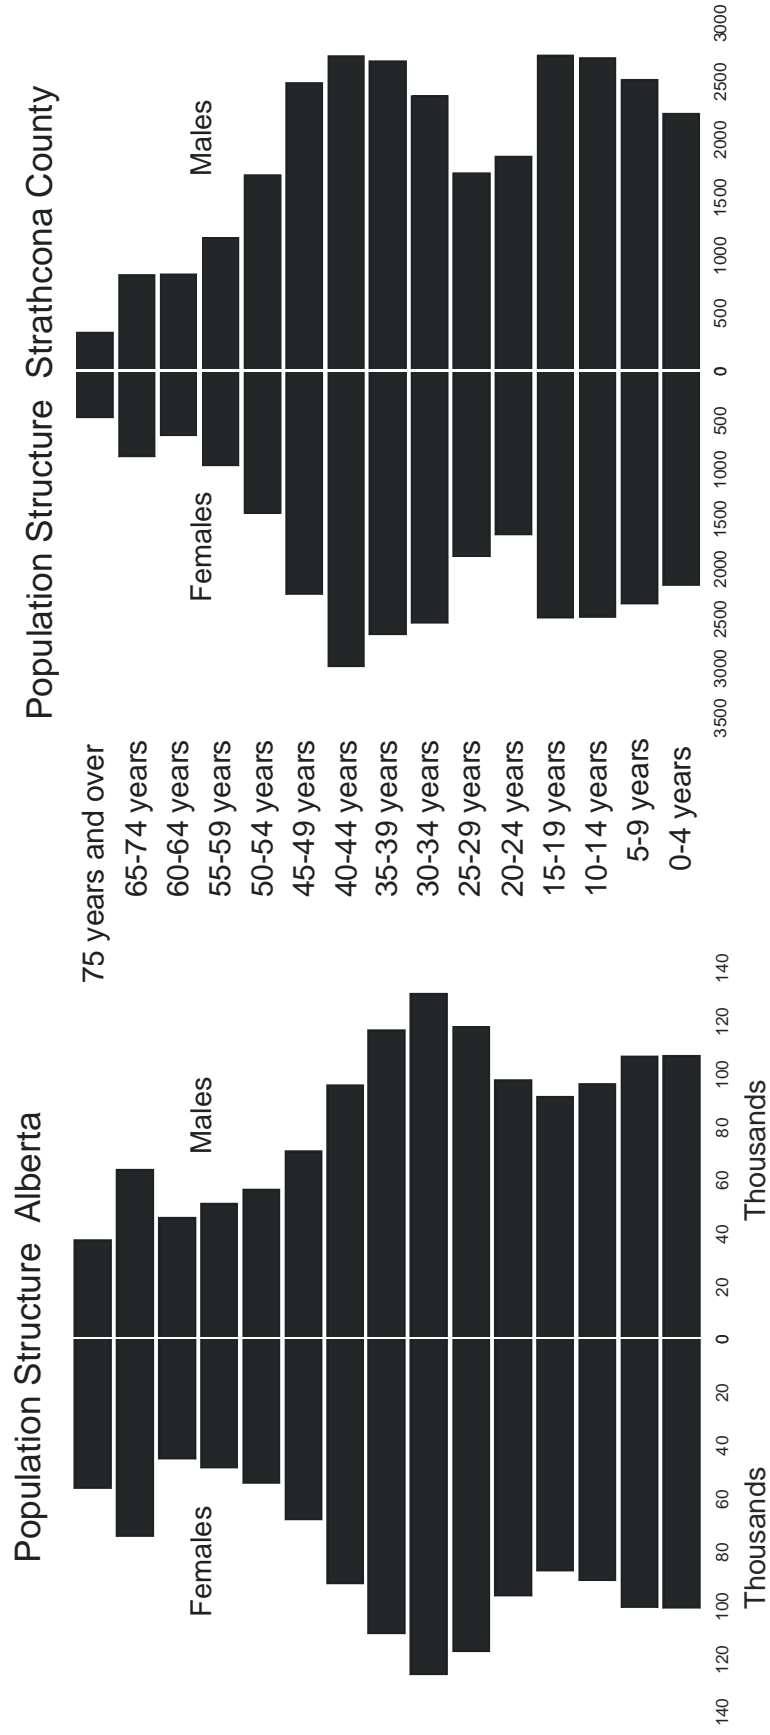 Population Structure Alberta
Females
Males
140 120 100 80 60 40 20 0 20 40 60 80 100 120 140
Thousands
Thousands
75 years and over
65-74 years
60-64 years
55-59 years
50-54 years
45-49 years
40-44 years
35-39 years
30-34 years
25-29 years
20-24 years
15-19 years
10-14 years
5-9 years
0-4 years
Population Structure Strathcona County
Females
Males
3500 3000 2500 2000 1500 1000 500 0 500 1000 1500 2000 2500 3000